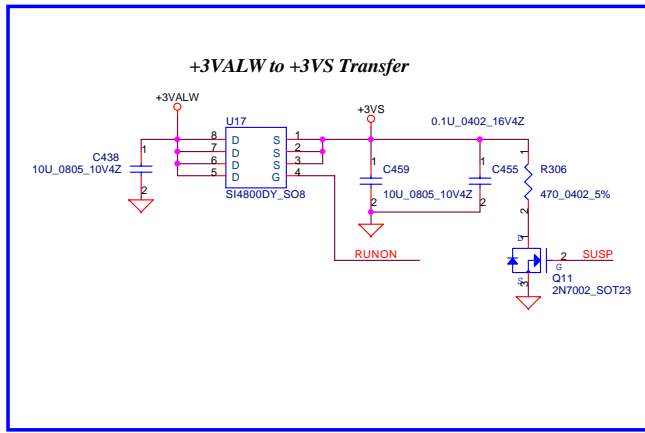 +3VALW to +3VS Transfer
+3VALW
U17
+3VS
0.1U_0402_16V4Z
8 D S 1
7 D S 2
6 D S 3
5 D G 4
SI4800DY_SO8
1
C438
10U_0805_10V4Z
2
1
C459
10U_0805_10V4Z
2
1
C455
2
1
R306
470_0402_5%
2
RUNON
1
D
S
3
G
2
SUSP
Q11
2N7002_SOT23